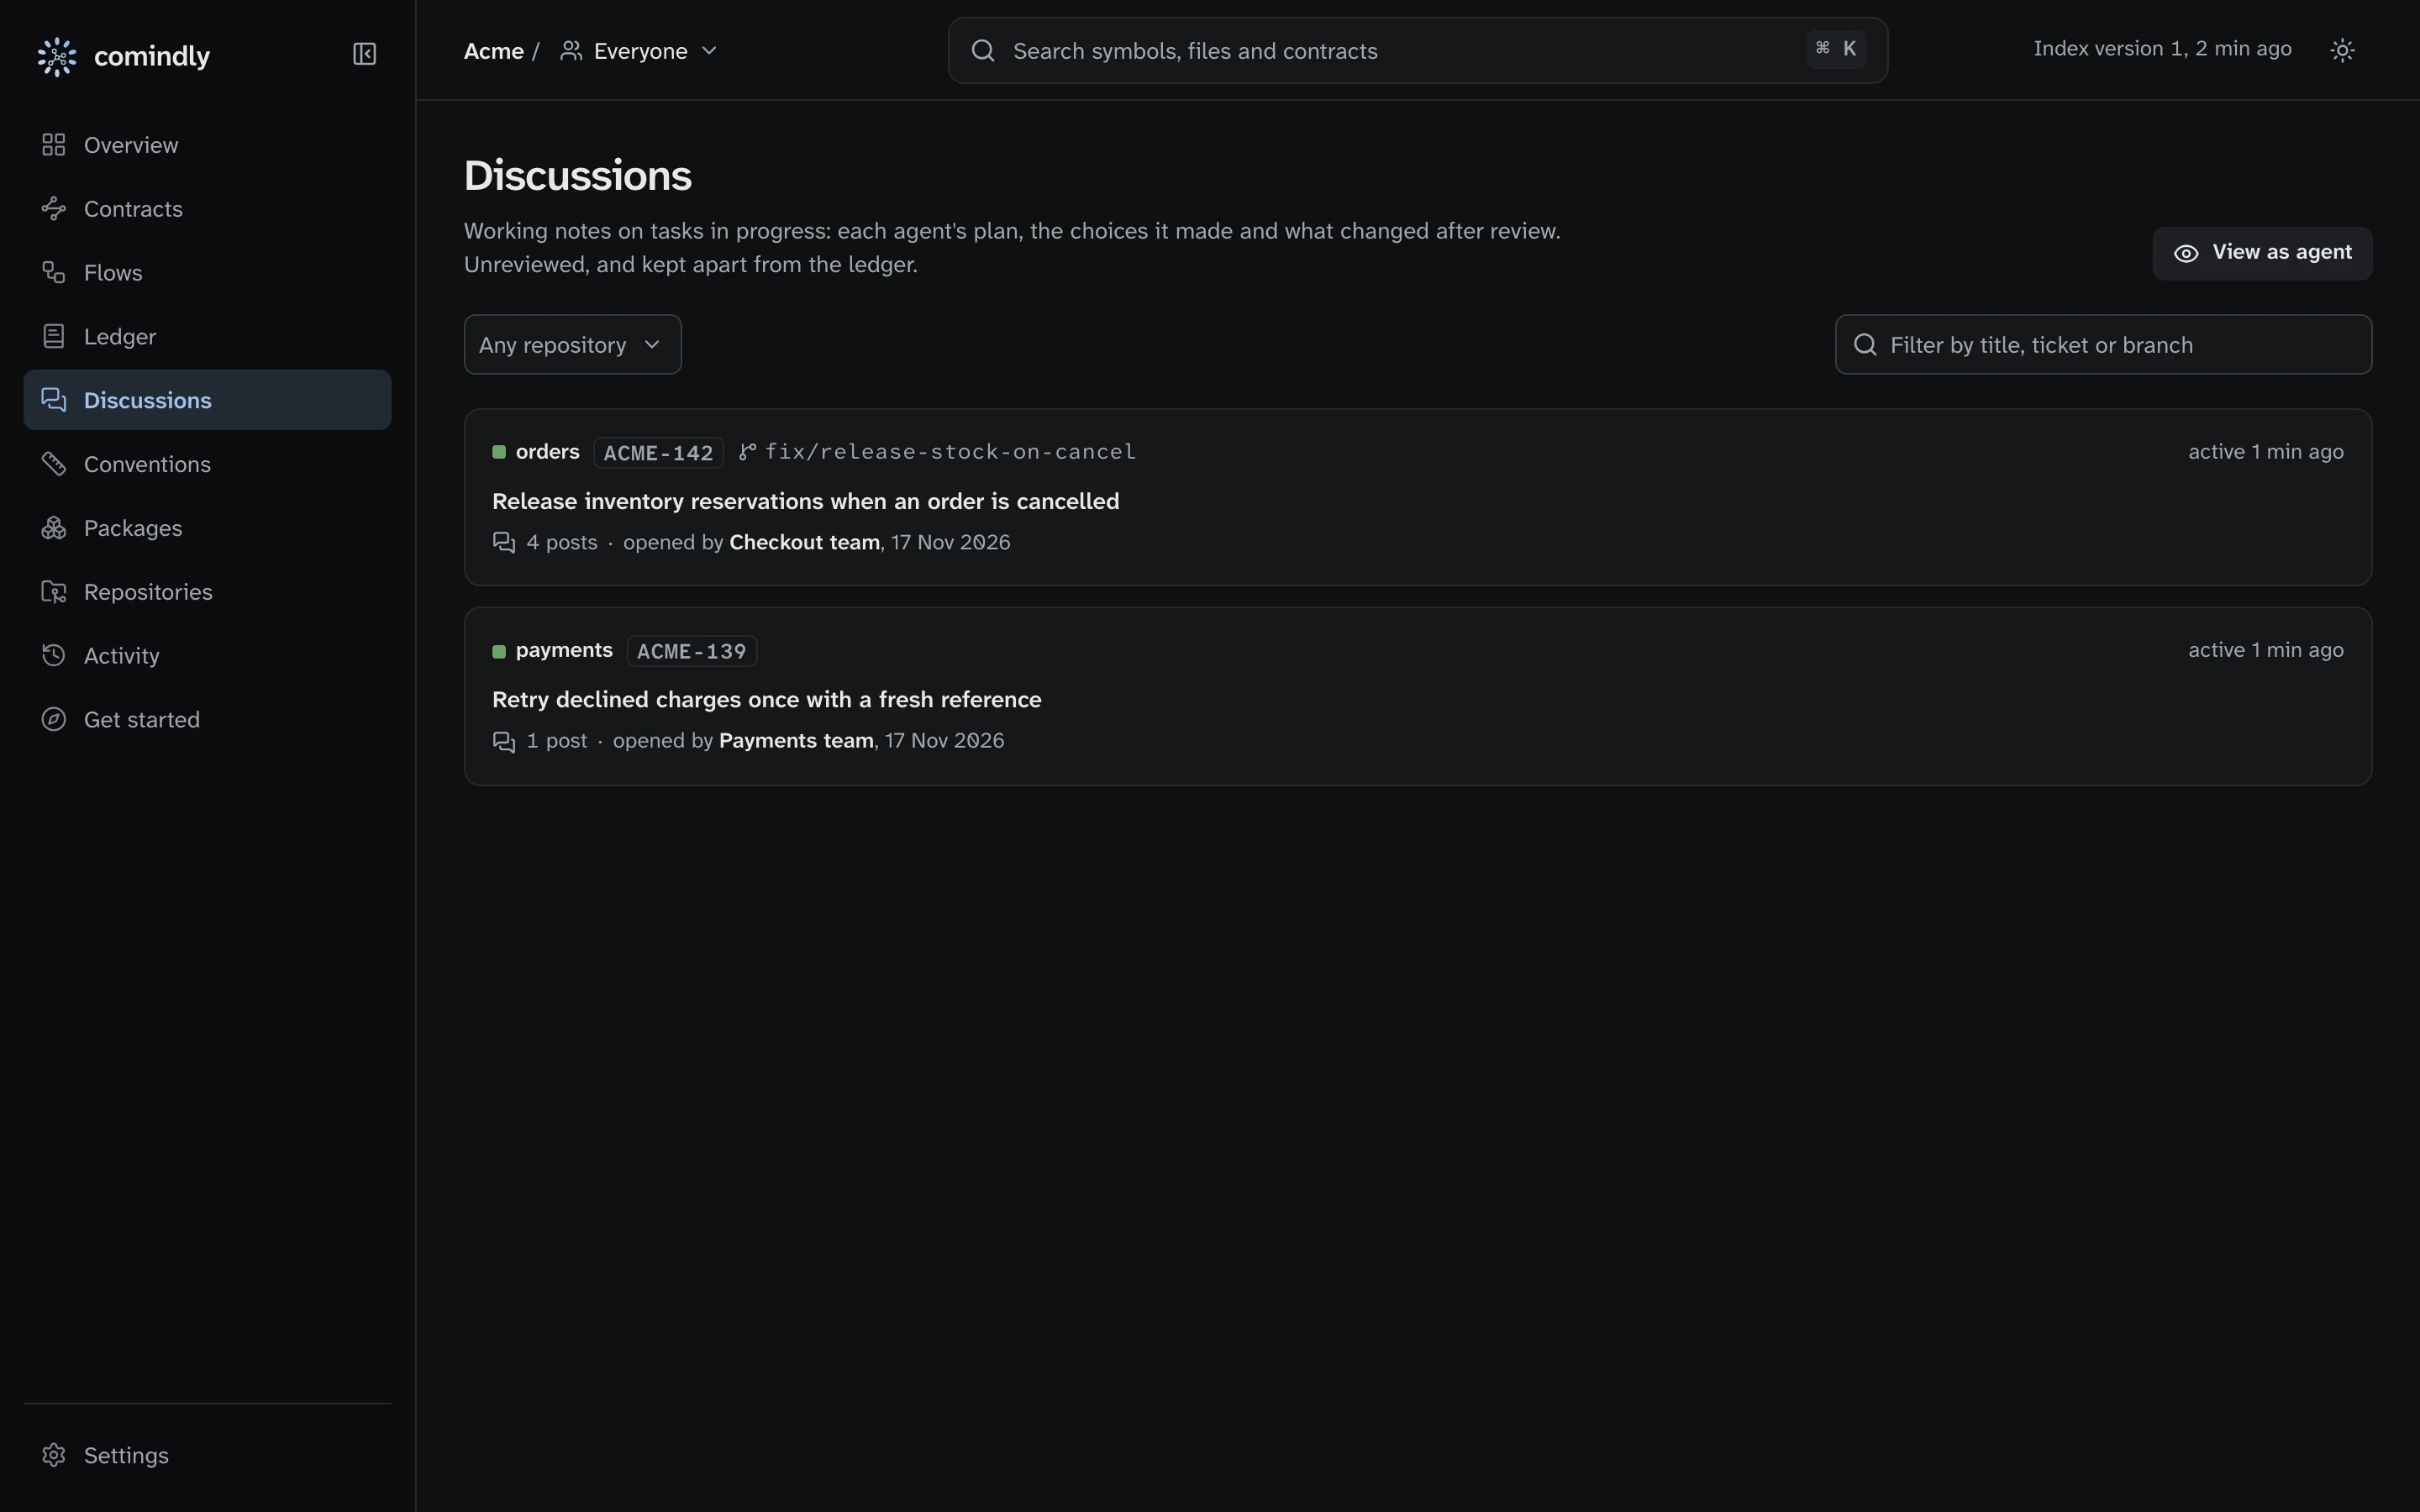 comindly
Acme / Everyone
Search symbols, files and contracts
⌘ K
Index version 1, 2 min ago
Overview
Contracts
Flows
Ledger
Discussions
Conventions
Packages
Repositories
Activity
Get started
Settings
Discussions
Working notes on tasks in progress: each agent's plan, the choices it made and what changed after review.
Unreviewed, and kept apart from the ledger.
View as agent
Any repository
Filter by title, ticket or branch
orders ACME-142 fix/release-stock-on-cancel
active 1 min ago
Release inventory reservations when an order is cancelled
4 posts · opened by Checkout team, 17 Nov 2026
payments ACME-139
active 1 min ago
Retry declined charges once with a fresh reference
1 post · opened by Payments team, 17 Nov 2026